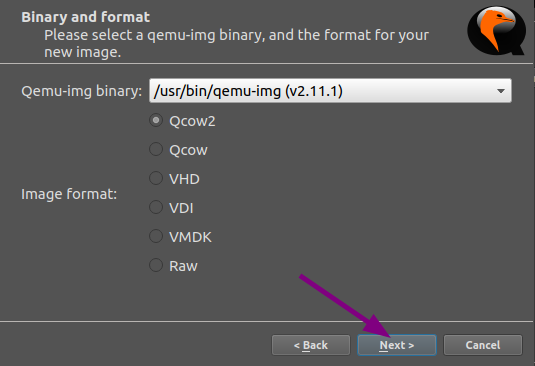 Binary and format
Please select a qemu-img binary, and the format for your
new image.
Qemu-img binary: /usr/bin/qemu-img (v2.11.1)
Qcow2
Qcow
VHD
Image format:
VDI
VMDK
Raw
< Back Next > Cancel